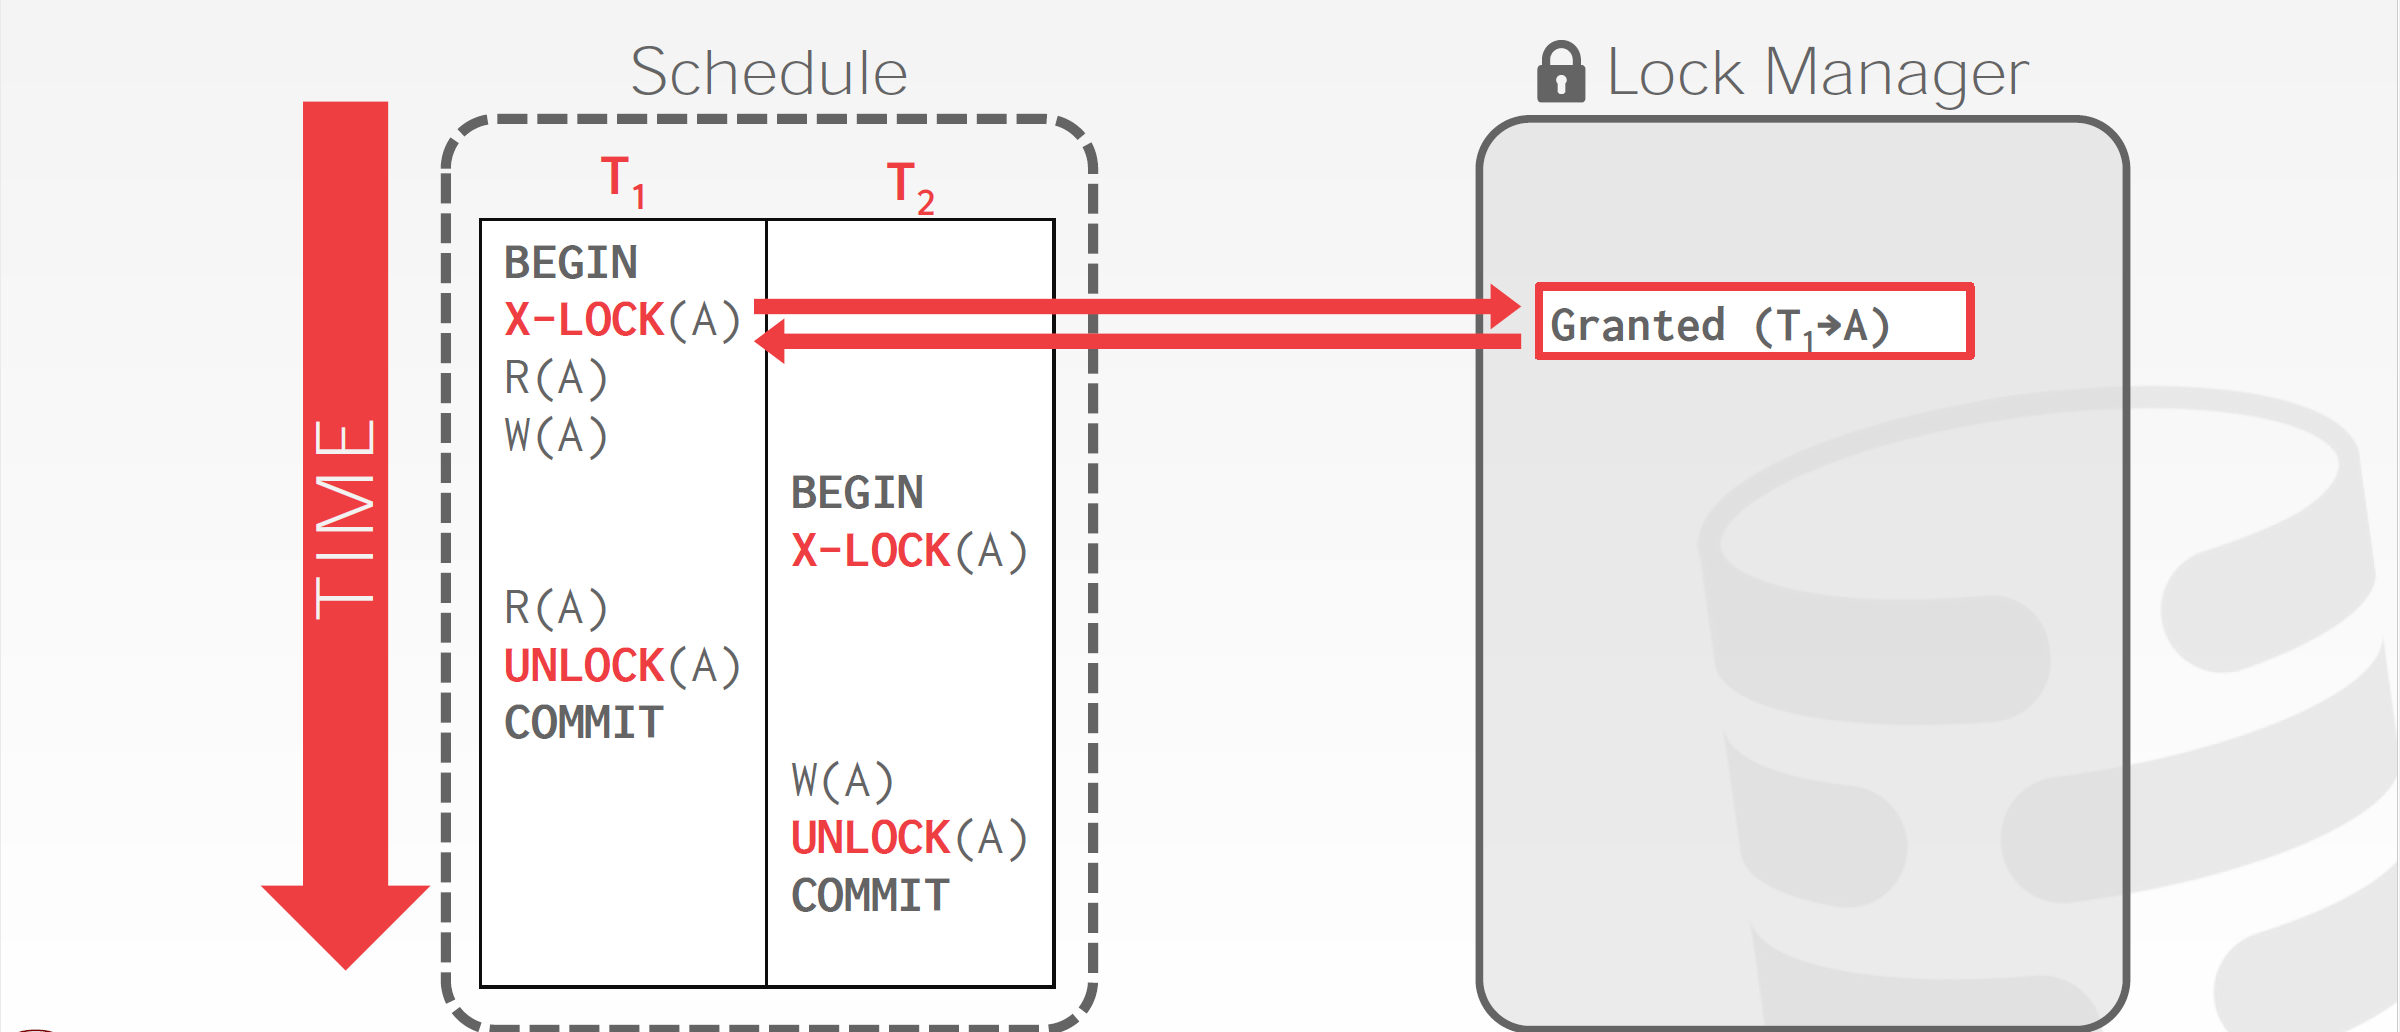 Schedule
Lock Manager
TIME
T1
T2
BEGIN
X-LOCK(A)
Granted (T1→A)
R(A)
W(A)
BEGIN
X-LOCK(A)
R(A)
UNLOCK(A)
COMMIT
W(A)
UNLOCK(A)
COMMIT